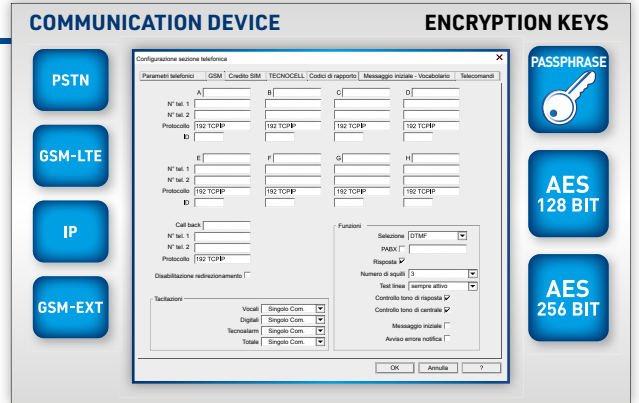 COMMUNICATION DEVICE
ENCRYPTION KEYS
PSTN
GSM-LTE
IP
GSM-EXT
Configurazione sezione telefonica X
Parametri telefonici GSM Credito SIM TECNOCELL Codici di rapporto Messaggio iniziale - Vocabolario Telecomandi
A B C D
N° tel. 1
N° tel. 2
Protocollo 192 TCPIP 192 TCPIP 192 TCPIP 192 TCPIP
ID
E F G H
N° tel. 1
N° tel. 2
Protocollo 192 TCPIP 192 TCPIP 192 TCPIP 192 TCPIP
ID
Call back
N° tel. 1
N° tel. 2
Protocollo 192 TCPIP
Disabilitazione redirezionamento
Tacitazioni
Vocali Singolo Com.
Digitali Singolo Com.
Tecnoalarm Singolo Com.
Totale Singolo Com.
Funzioni
Selezione DTMF
PABX
Risposta
Numero di squilli 3
Test linea sempre attivo
Controllo tono di risposta
Controllo tono di centrale
Messaggio iniziale
Avviso errore notifica
OK Annulla ?
PASSPHRASE
AES
128 BIT
AES
256 BIT